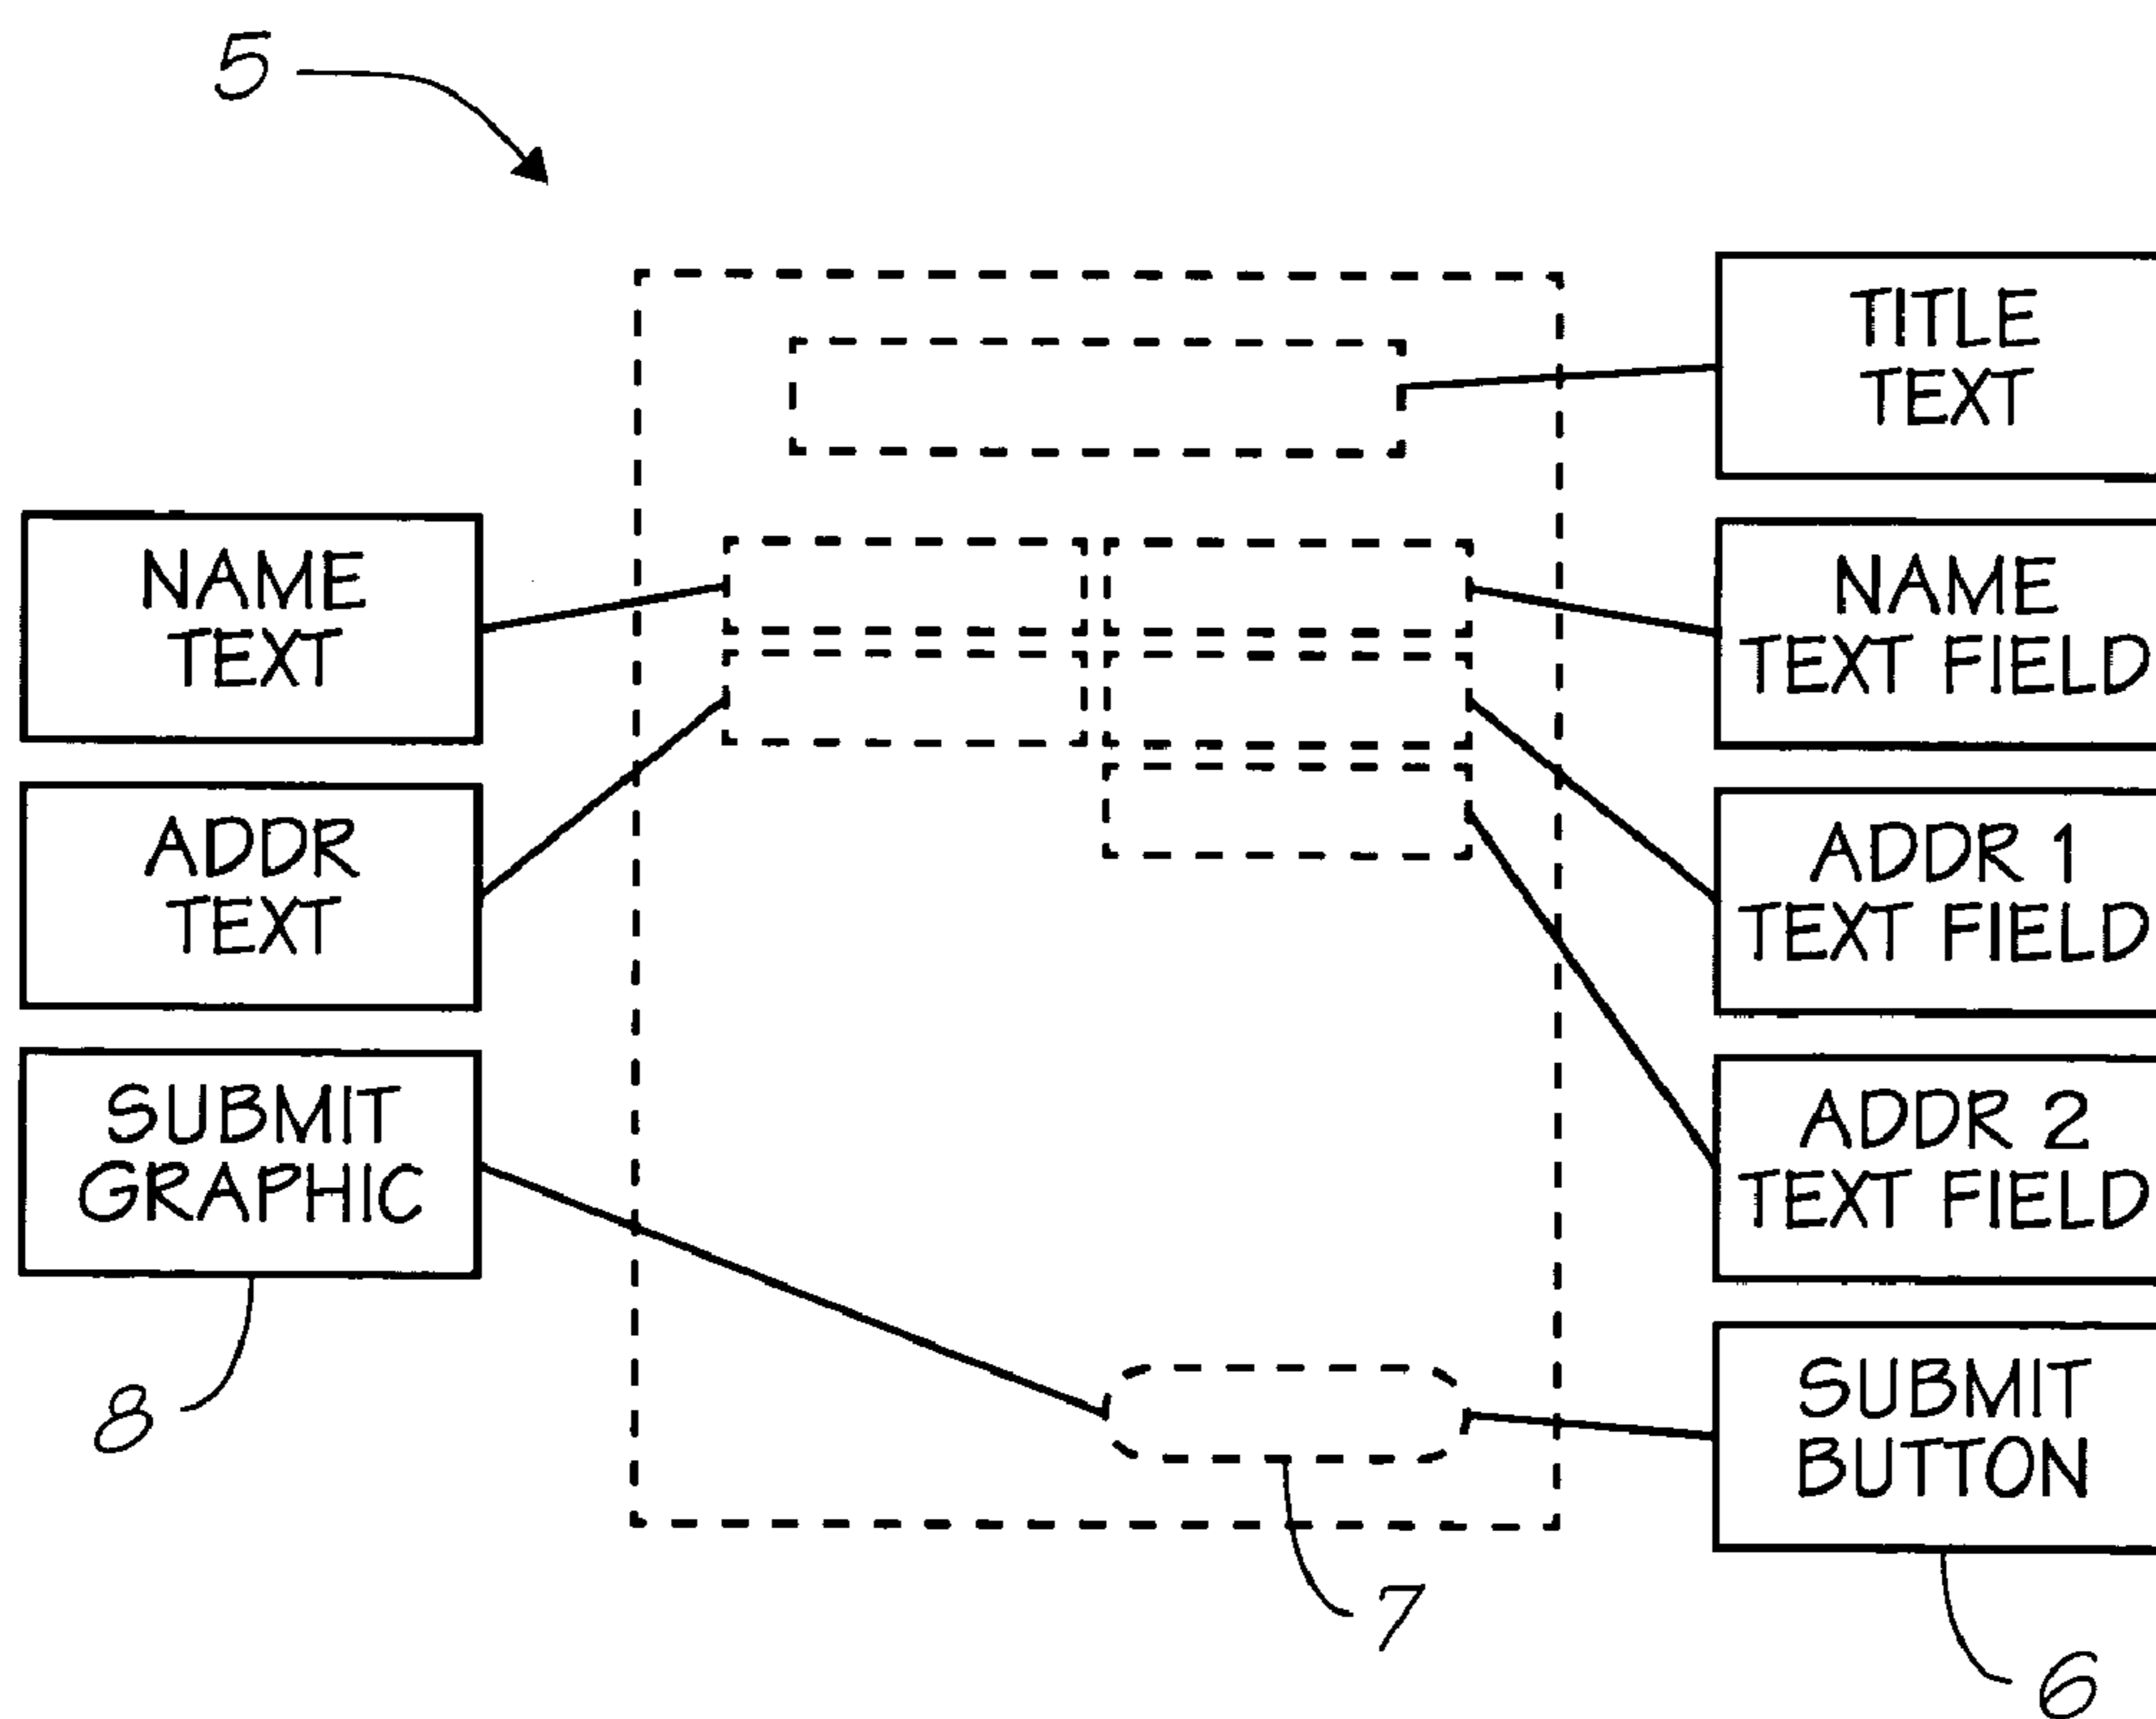 5
TITLE
TEXT
NAME
TEXT
NAME
TEXT FIELD
ADDR
TEXT
ADDR 1
TEXT FIELD
SUBMIT
GRAPHIC
ADDR 2
TEXT FIELD
SUBMIT
BUTTON
8
7
6